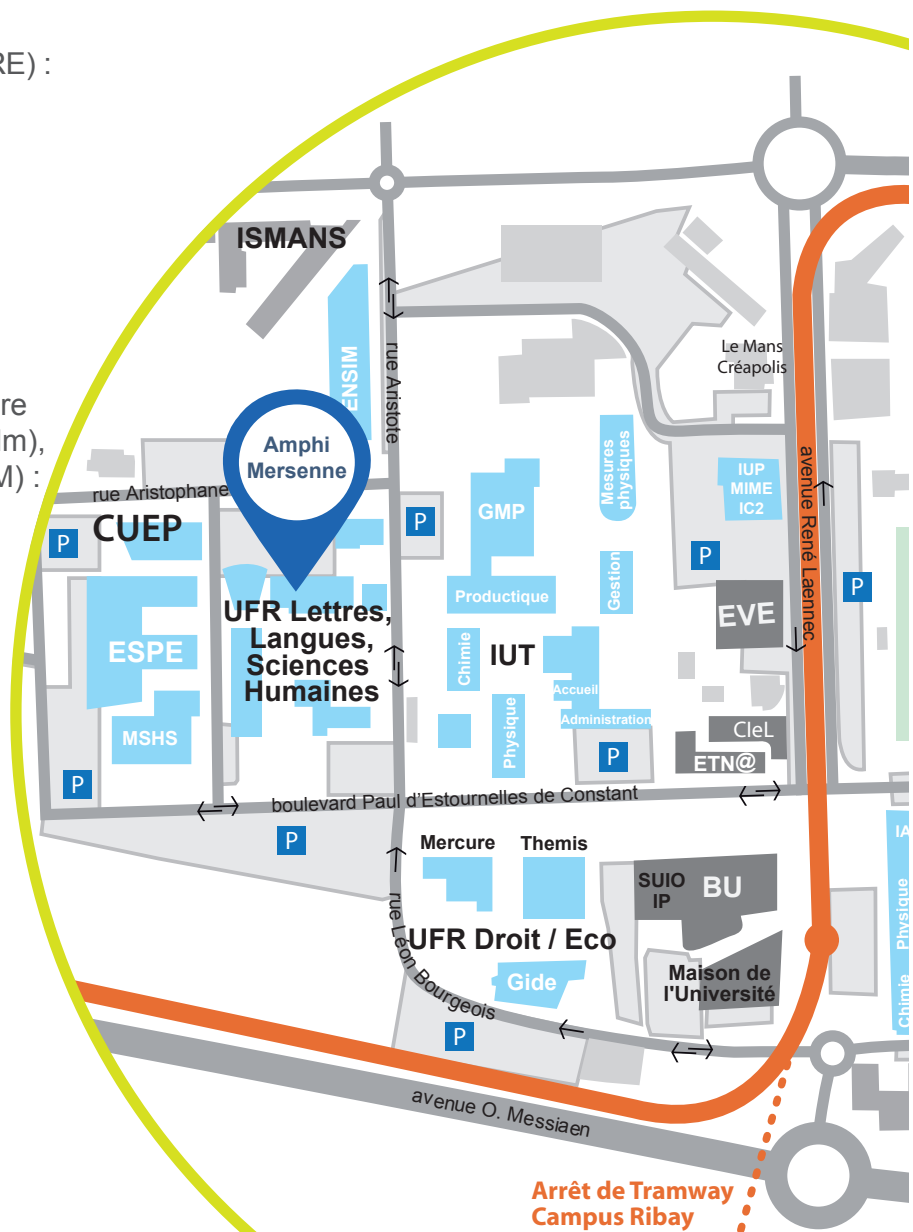 RE) :
ISMANS
ENSIM
rue Aristote
Le Mans
Créapolis
re
lm),
M) :
Amphi
Mersenne
rue Aristophane
CUEP
P
P
GMP
Mesures
physiques
IUP
MIME
IC2
avenue René Laennec
P
P
ESPE
MSHS
UFR Lettres,
Langues,
Sciences
Humaines
Productique
Gestion
EVE
Chimie
IUT
Accueil
Administration
Physique
CleL
ETN@
P
P
boulevard Paul d'Estournelles de Constant
P
Mercure
Themis
SUIO
IP
BU
IA
Physique
Chimie
rue Léon Bourgeois
UFR Droit / Eco
Gide
Maison de
l'Université
P
avenue O. Messiaen
Arrêt de Tramway
Campus Ribay